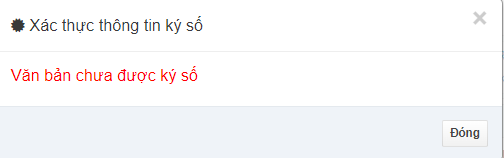 Xác thực thông tin ký số
Văn bản chưa được ký số
Đóng